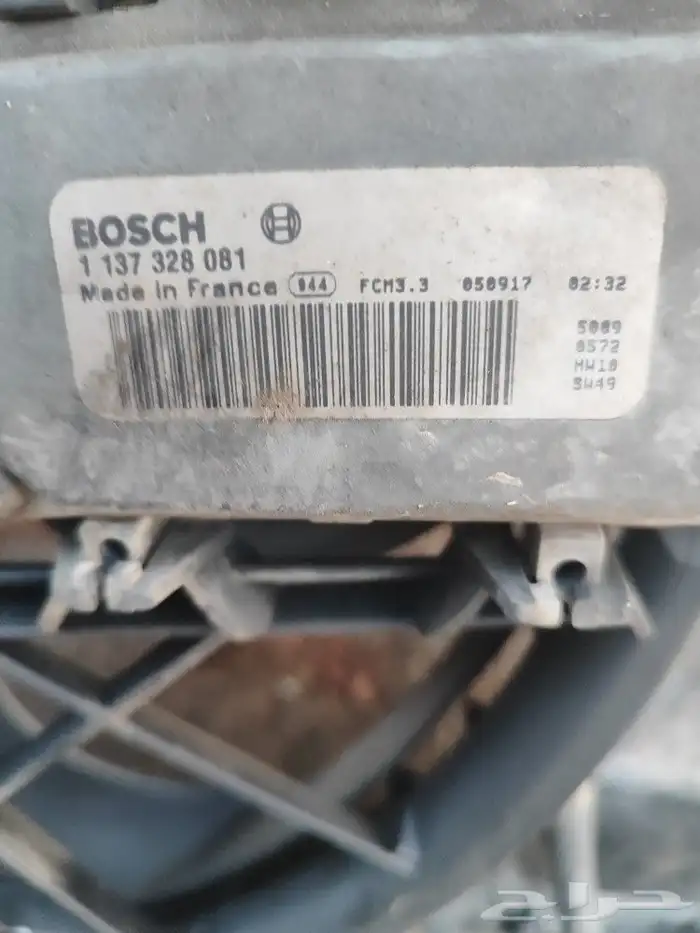 BOSCH
1 137 328 081
Made in France 044 FCM3.3 050917 02:32
5009
0572
HW10
SW49
حراج